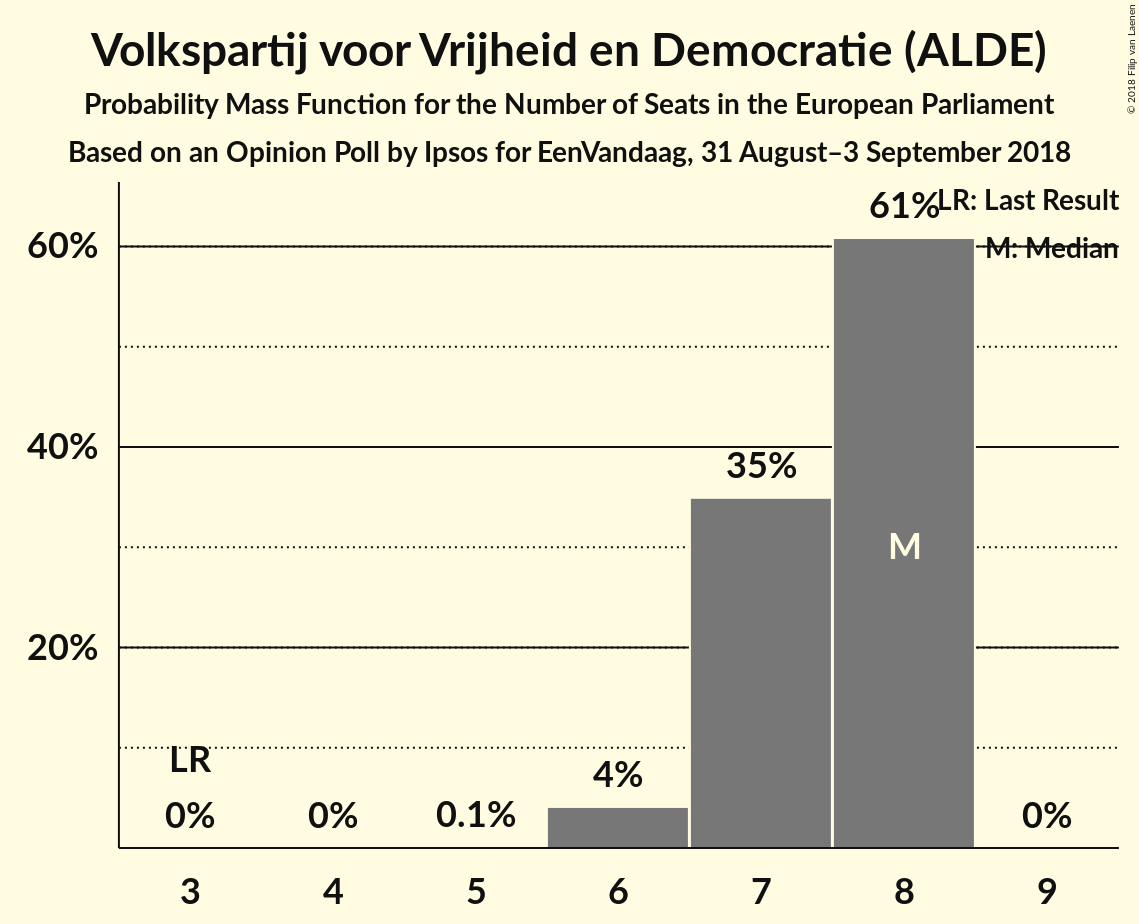 Volkspartij voor Vrijheid en Democratie (ALDE)
Probability Mass Function for the Number of Seats in the European Parliament
Based on an Opinion Poll by Ipsos for EenVandaag, 31 August–3 September 2018
© 2018 Filip van Laenen
LR: Last Result
M: Median
60%
40%
20%
61%
35%
M
LR
0%
0%
0.1%
4%
0%
3 4 5 6 7 8 9